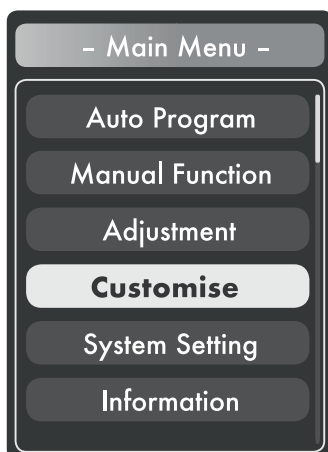 – Main Menu –
Auto Program
Manual Function
Adjustment
Customise
System Setting
Information